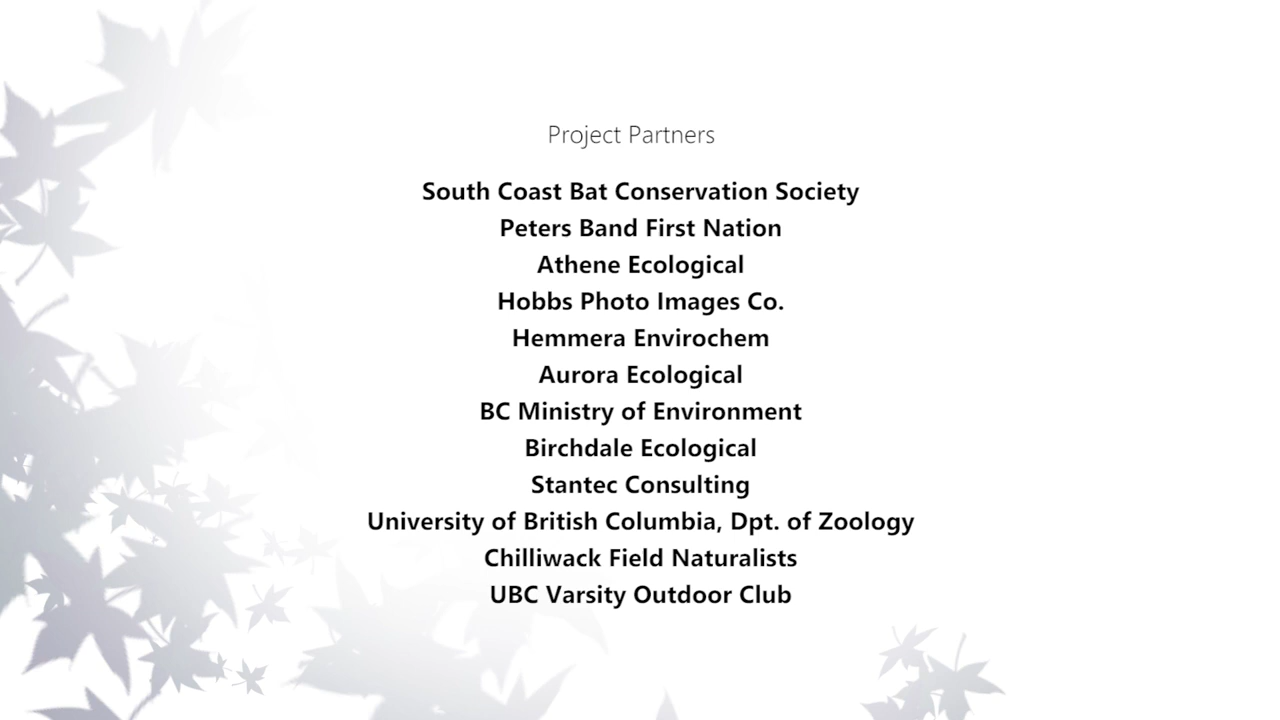 Project Partners
South Coast Bat Conservation Society
Peters Band First Nation
Athene Ecological
Hobbs Photo Images Co.
Hemmera Envirochem
Aurora Ecological
BC Ministry of Environment
Birchdale Ecological
Stantec Consulting
University of British Columbia, Dpt. of Zoology
Chilliwack Field Naturalists
UBC Varsity Outdoor Club